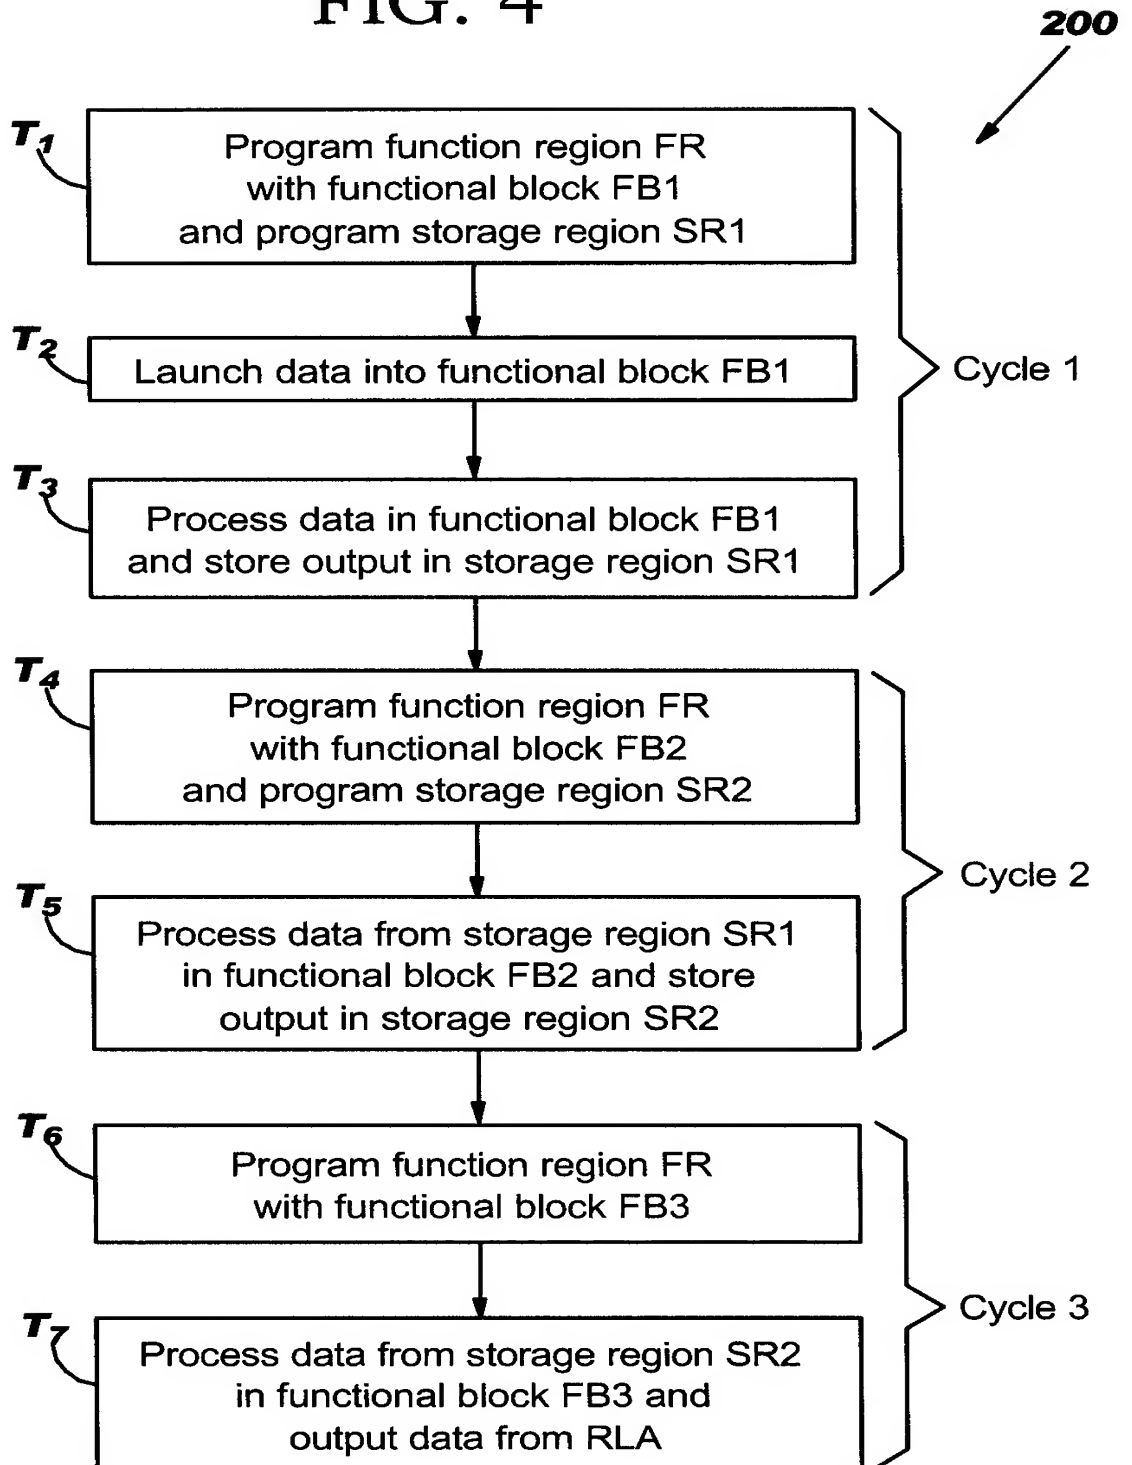 FIG. 4
200
T1
Program function region FR
with functional block FB1
and program storage region SR1
T2
Launch data into functional block FB1
Cycle 1
T3
Process data in functional block FB1
and store output in storage region SR1
T4
Program function region FR
with functional block FB2
and program storage region SR2
Cycle 2
T5
Process data from storage region SR1
in functional block FB2 and store
output in storage region SR2
T6
Program function region FR
with functional block FB3
Cycle 3
T7
Process data from storage region SR2
in functional block FB3 and
output data from RLA